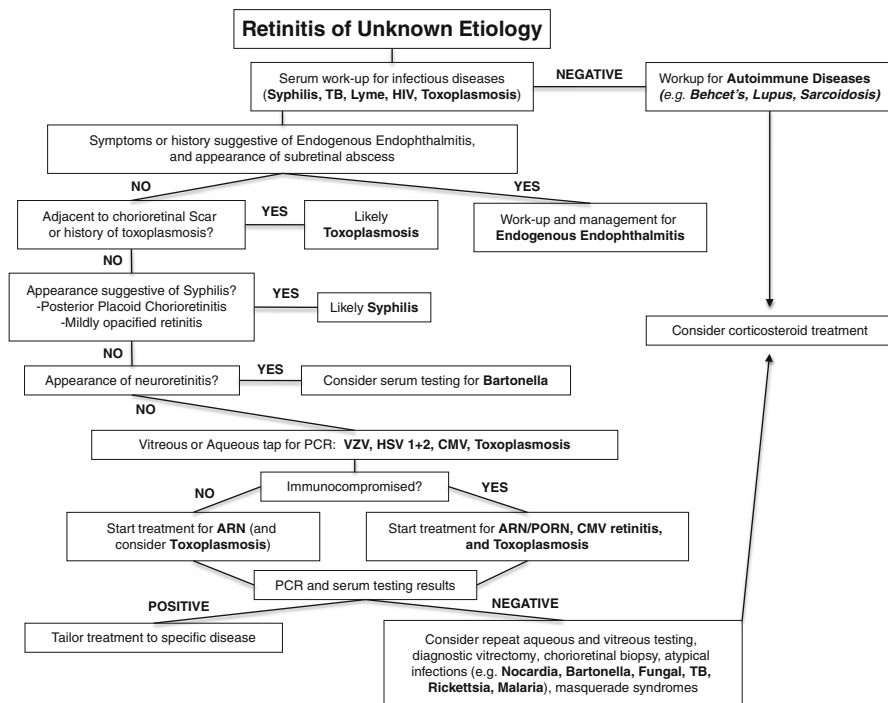 Retinitis of Unknown Etiology
Serum work-up for infectious diseases
(Syphilis, TB, Lyme, HIV, Toxoplasmosis)
NEGATIVE
Workup for Autoimmune Diseases
(e.g. Behcet's, Lupus, Sarcoidosis)
Symptoms or history suggestive of Endogenous Endophthalmitis,
and appearance of subretinal abscess
NO
YES
Adjacent to chorioretinal Scar
or history of toxoplasmosis?
YES
Likely
Toxoplasmosis
Work-up and management for
Endogenous Endophthalmitis
NO
Appearance suggestive of Syphilis?
-Posterior Placoid Chorioretinitis
-Mildly opacified retinitis
YES
Likely Syphilis
Consider corticosteroid treatment
NO
Appearance of neuroretinitis?
YES
Consider serum testing for Bartonella
NO
Vitreous or Aqueous tap for PCR: VZV, HSV 1+2, CMV, Toxoplasmosis
Immunocompromised?
NO
YES
Start treatment for ARN (and
consider Toxoplasmosis)
Start treatment for ARN/PORN, CMV retinitis,
and Toxoplasmosis
PCR and serum testing results
POSITIVE
NEGATIVE
Tailor treatment to specific disease
Consider repeat aqueous and vitreous testing,
diagnostic vitrectomy, chorioretinal biopsy, atypical
infections (e.g. Nocardia, Bartonella, Fungal, TB,
Rickettsia, Malaria), masquerade syndromes